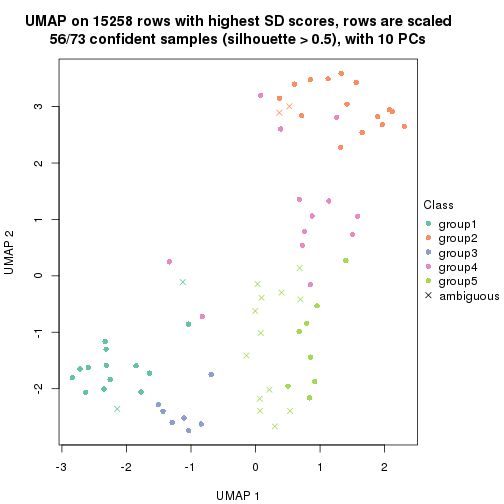 UMAP on 15258 rows with highest SD scores, rows are scaled
56/73 confident samples (silhouette > 0.5), with 10 PCs
UMAP 2
3
2
1
0
-1
-2
-3
-2
-1
0
1
2
UMAP 1
Class
group1
group2
group3
group4
group5
ambiguous